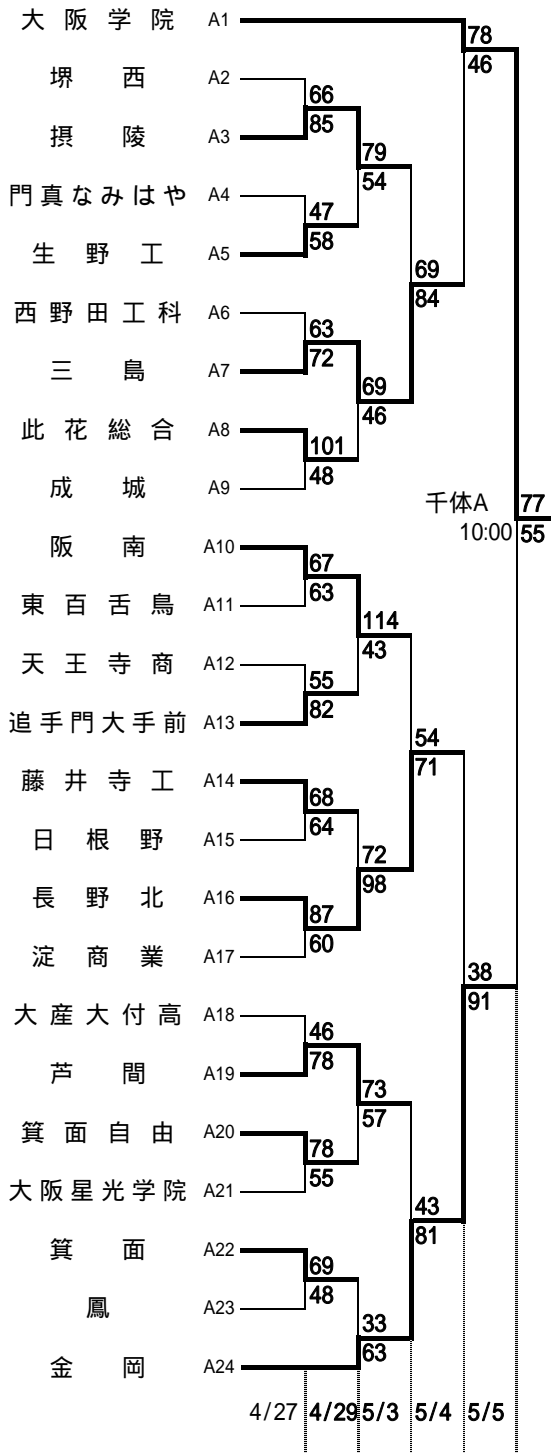 大阪学院 A1
78
46
堺西 A2
66
85
摂陵 A3
79
54
門真なみはや A4
47
58
生野工 A5
69
84
西野田工科 A6
63
72
三島 A7
69
46
此花総合 A8
101
48
成城 A9
千体A 77
10:00 55
阪南 A10
67
63
東百舌鳥 A11
114
43
天王寺商 A12
55
82
追手門大手前 A13
54
71
藤井寺工 A14
68
64
日根野 A15
72
98
長野北 A16
87
60
淀商業 A17
38
91
大産大付高 A18
46
78
芦間 A19
73
57
箕面自由 A20
78
55
大阪星光学院 A21
43
81
箕面 A22
69
48
鳳 A23
33
63
金岡 A24
4/27 4/29 5/3 5/4 5/5